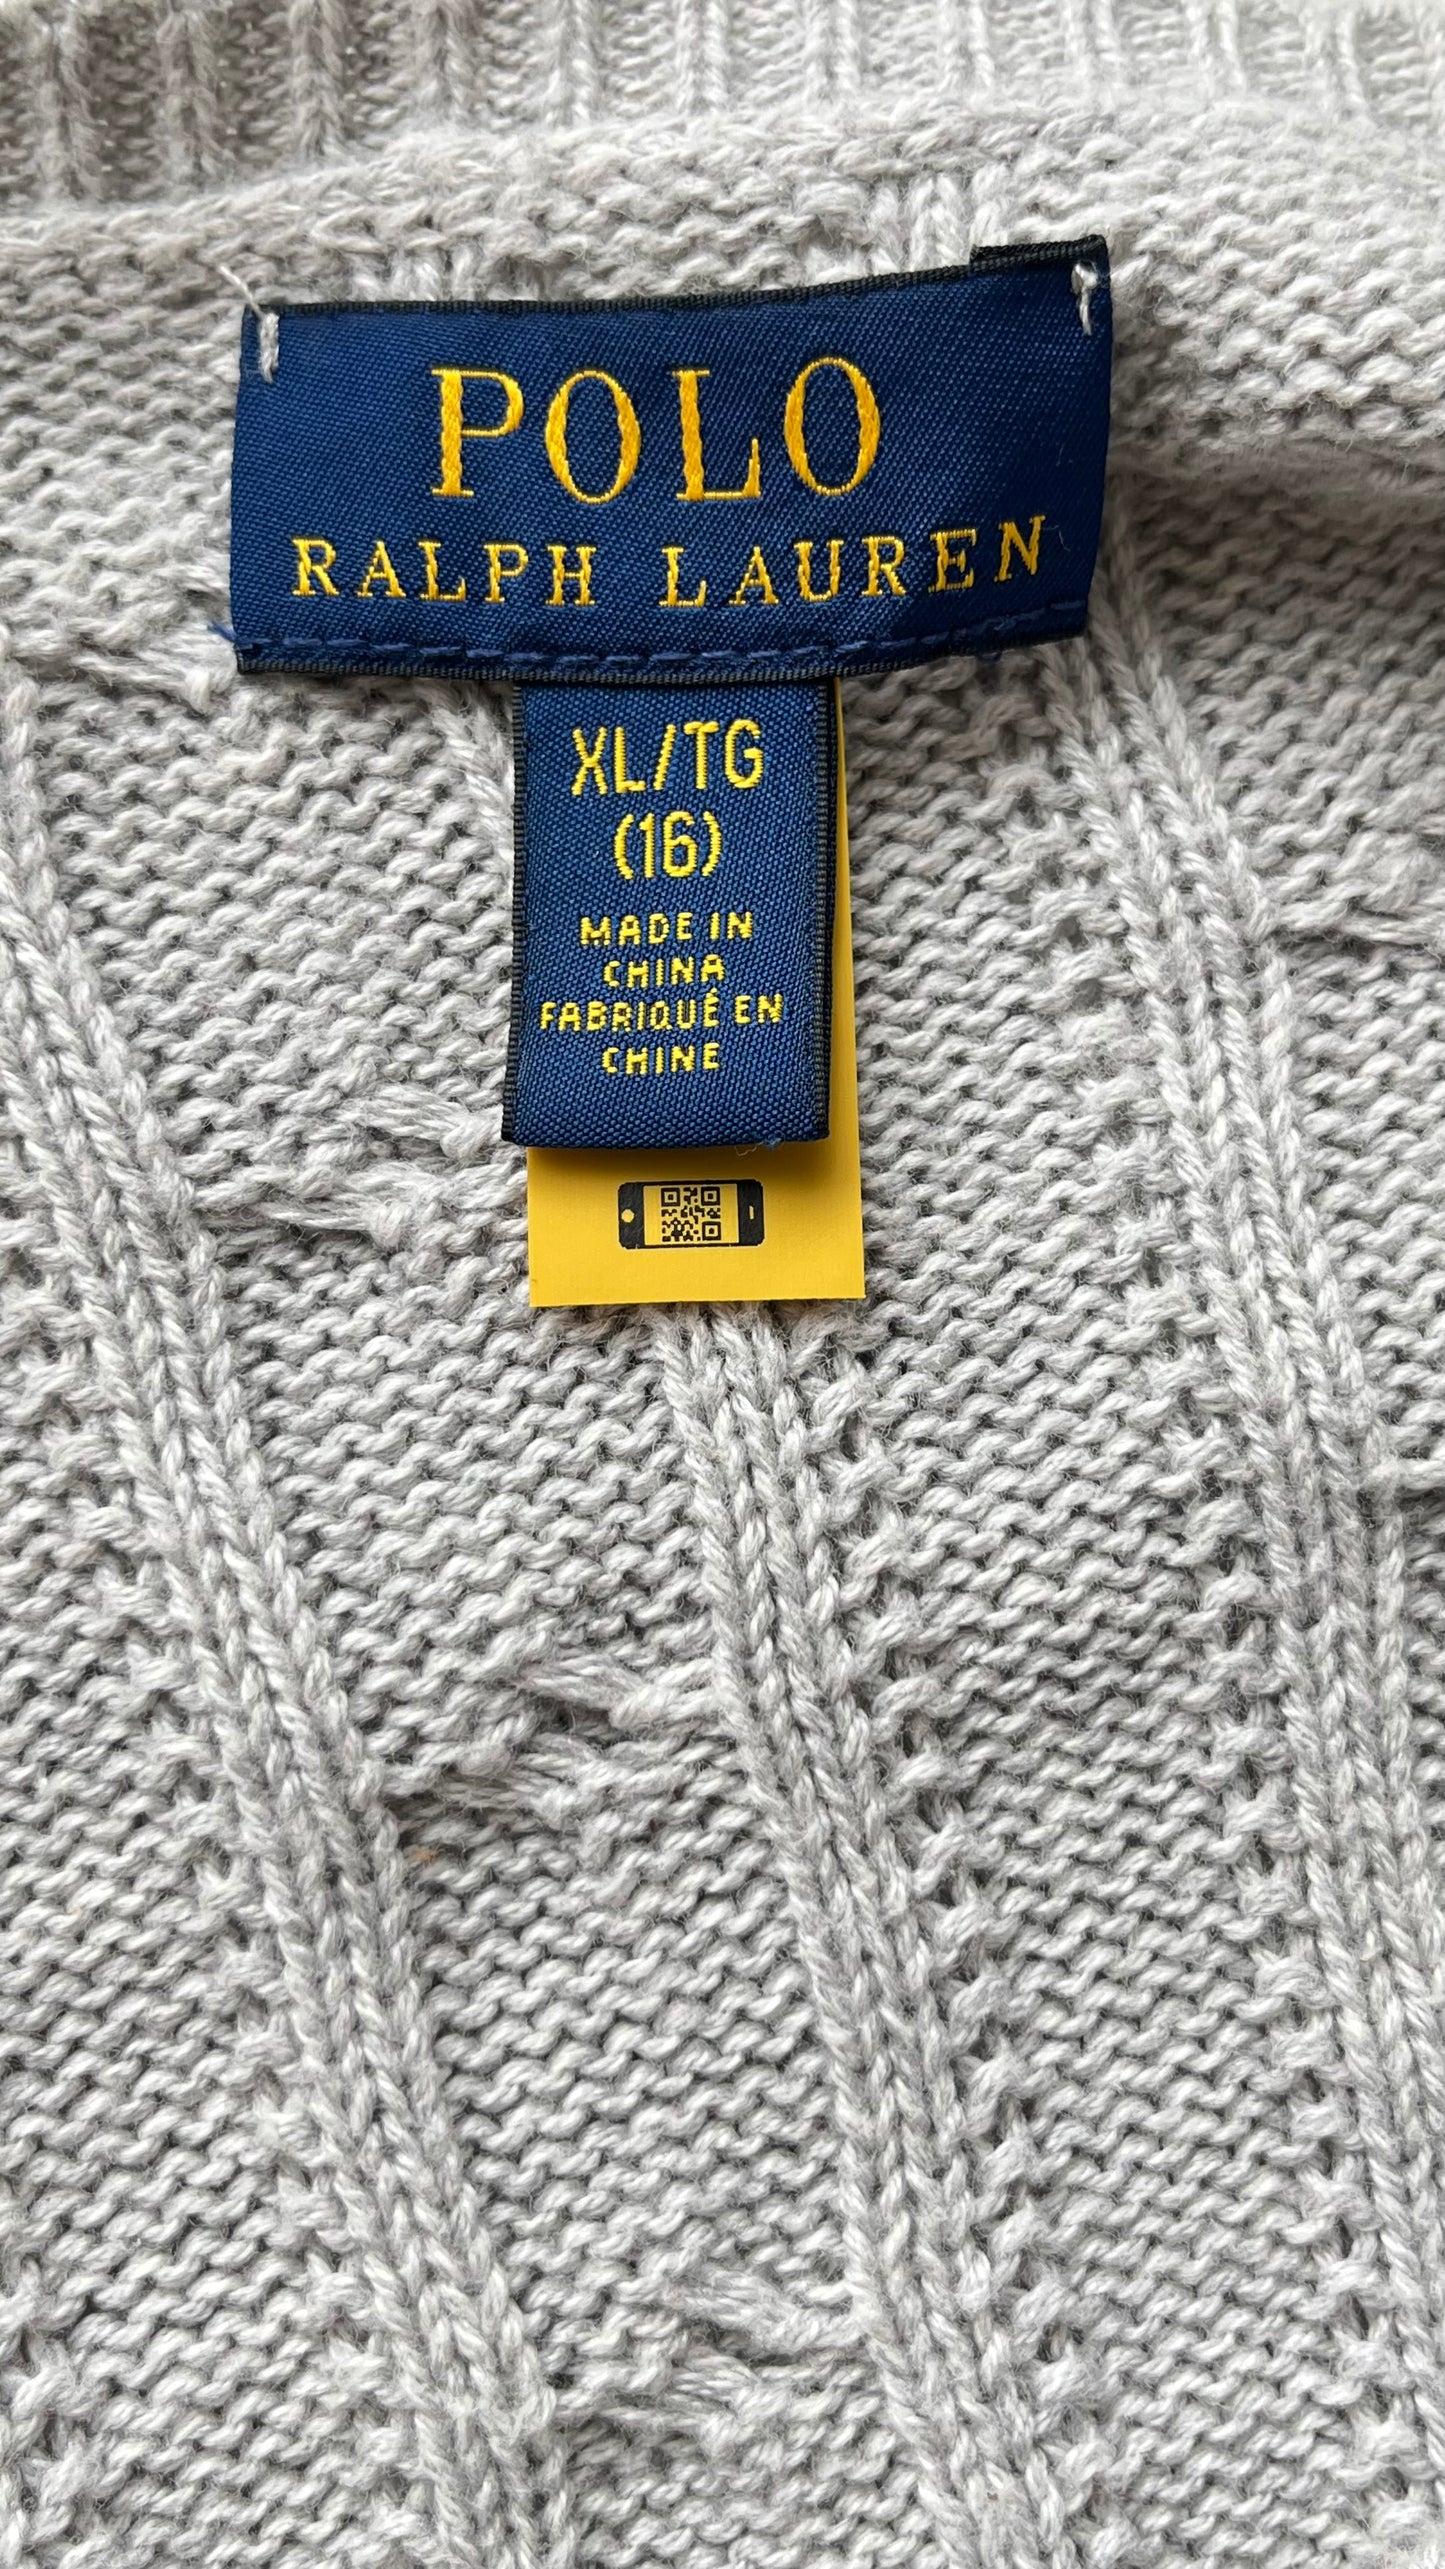 POLO
RALPH LAUREN
XL/TG
(16)
MADE IN
CHINA
FABRIQUÉ EN
CHINE